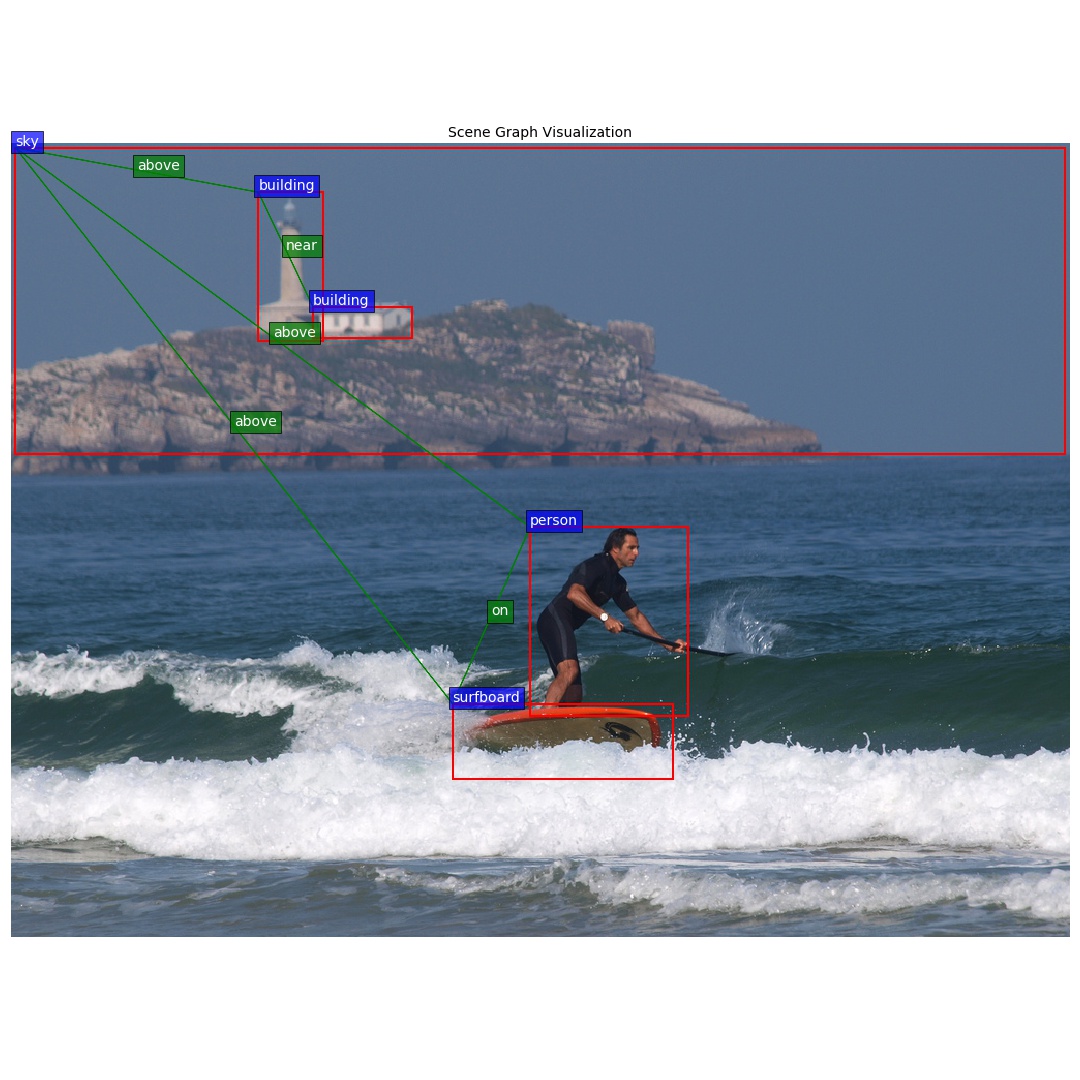 Scene Graph Visualization
sky
above
building
near
building
above
above
person
on
surfboard